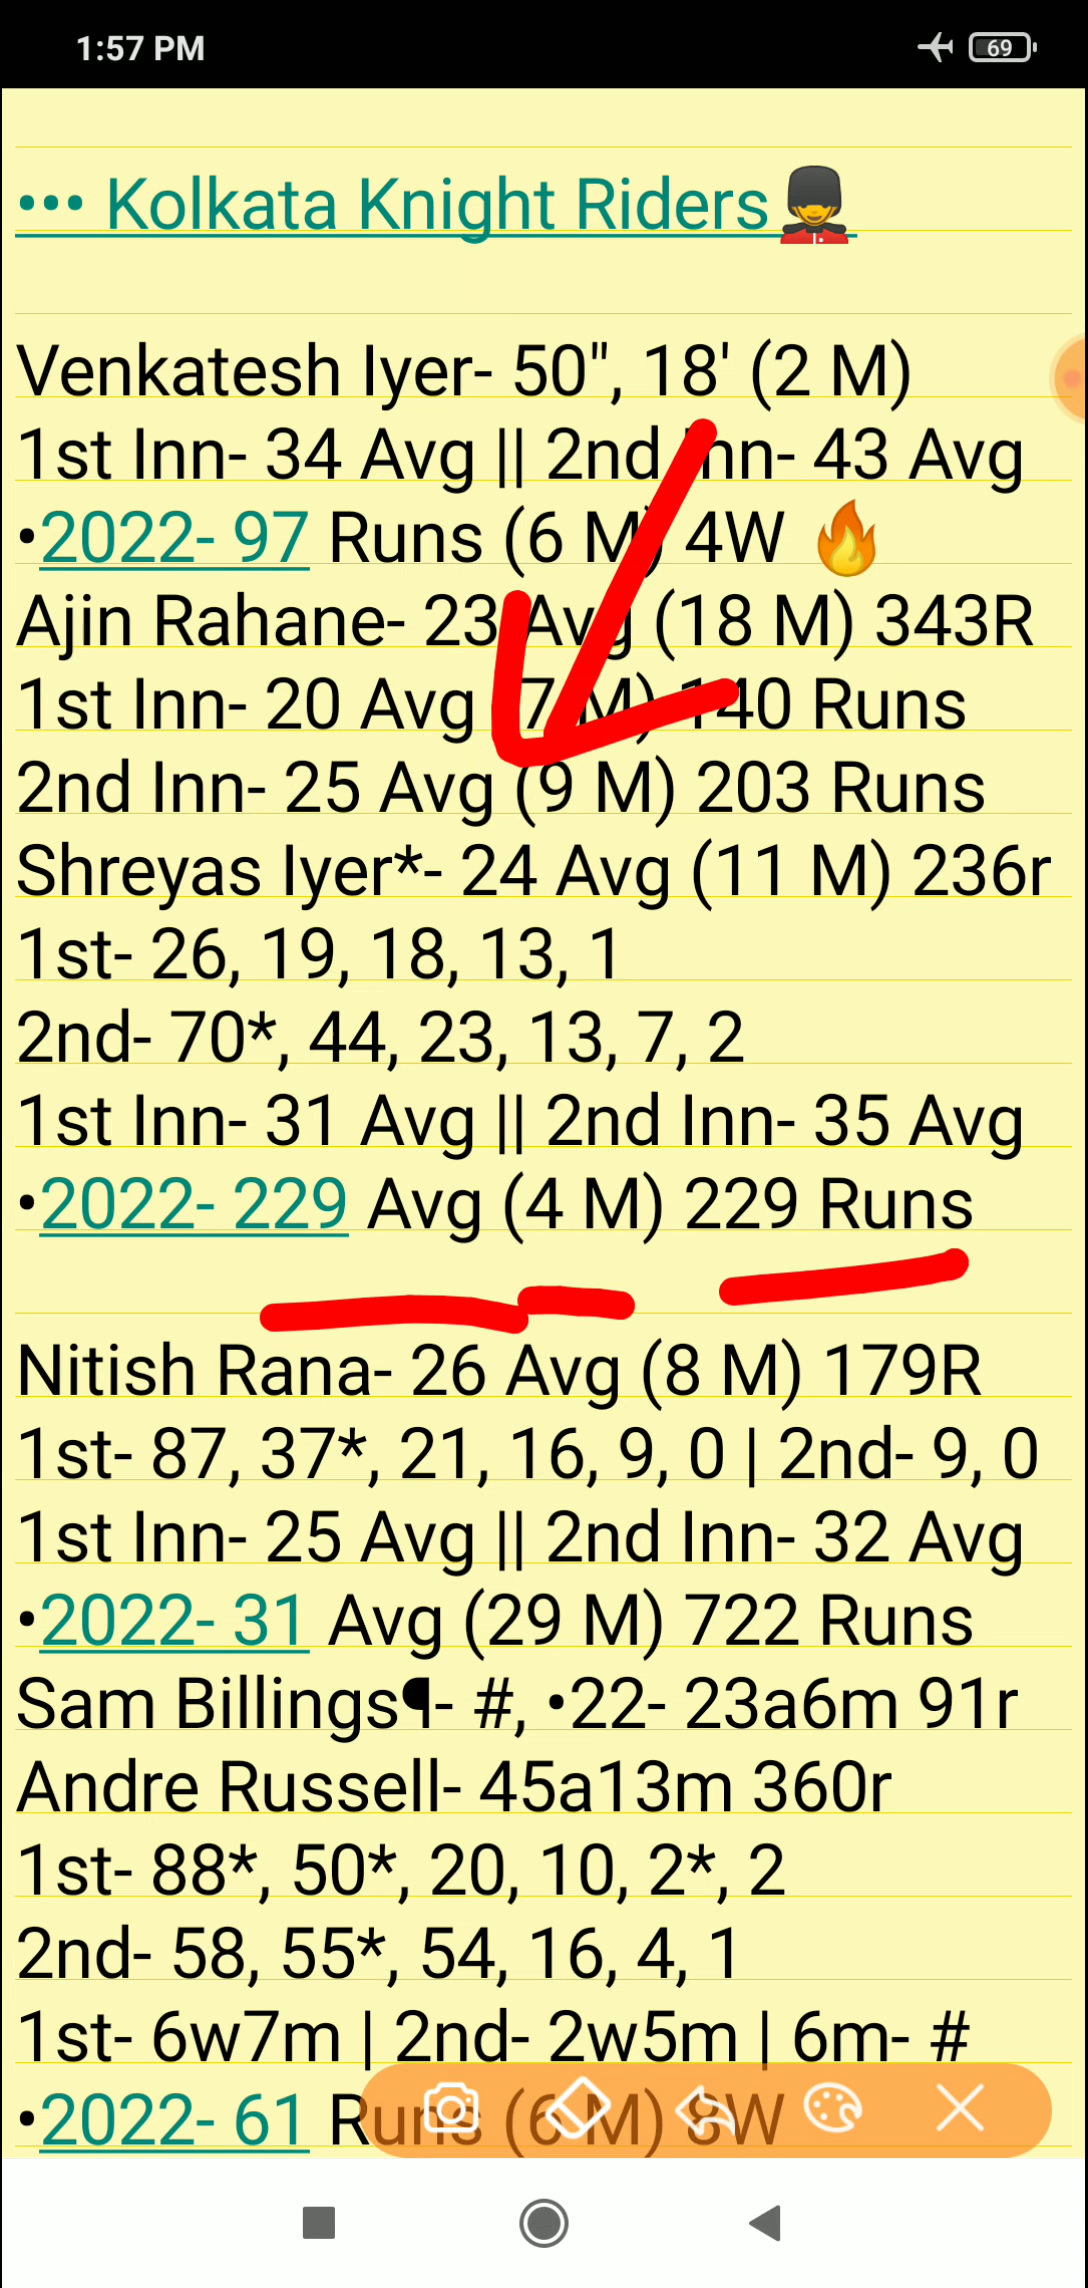 1:57 PM
69
••• Kolkata Knight Riders💂
Venkatesh Iyer- 50", 18' (2 M)
1st Inn- 34 Avg || 2nd Inn- 43 Avg
•2022- 97 Runs (6 M) 4W 🔥
Ajin Rahane- 23 Avg (18 M) 343R
1st Inn- 20 Avg (7 M) 140 Runs
2nd Inn- 25 Avg (9 M) 203 Runs
Shreyas Iyer*- 24 Avg (11 M) 236r
1st- 26, 19, 18, 13, 1
2nd- 70*, 44, 23, 13, 7, 2
1st Inn- 31 Avg || 2nd Inn- 35 Avg
•2022- 229 Avg (4 M) 229 Runs
Nitish Rana- 26 Avg (8 M) 179R
1st- 87, 37*, 21, 16, 9, 0 | 2nd- 9, 0
1st Inn- 25 Avg || 2nd Inn- 32 Avg
•2022- 31 Avg (29 M) 722 Runs
Sam Billings¶- #, •22- 23a6m 91r
Andre Russell- 45a13m 360r
1st- 88*, 50*, 20, 10, 2*, 2
2nd- 58, 55*, 54, 16, 4, 1
1st- 6w7m | 2nd- 2w5m | 6m- #
•2022- 61 Runs (6 M) 8W